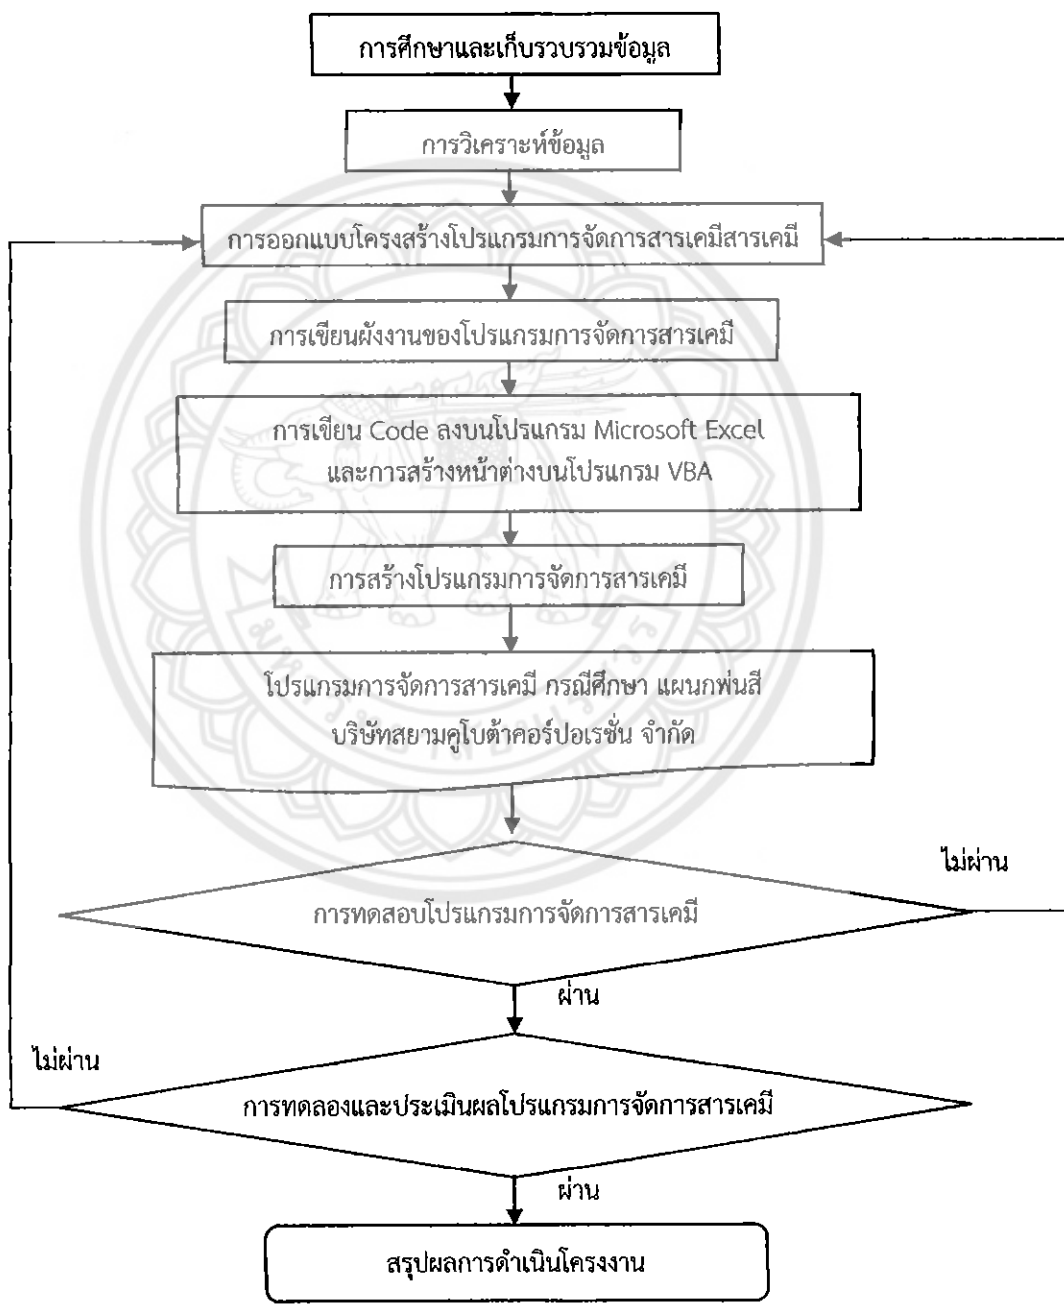 การศึกษาและเก็บรวบรวมข้อมูล
การวิเคราะห์ข้อมูล
การออกแบบโครงสร้างโปรแกรมการจัดการสารเคมีสารเคมี
การเขียนผังงานของโปรแกรมการจัดการสารเคมี
การเขียน Code ลงบนโปรแกรม Microsoft Excel
และการสร้างหน้าต่างบนโปรแกรม VBA
การสร้างโปรแกรมการจัดการสารเคมี
โปรแกรมการจัดการสารเคมี กรณีศึกษา แผนกพ่นสี
บริษัทสยามคูโบต้าคอร์ปอเรชั่น จำกัด
ไม่ผ่าน
การทดสอบโปรแกรมการจัดการสารเคมี
ผ่าน
ไม่ผ่าน
การทดลองและประเมินผลโปรแกรมการจัดการสารเคมี
ผ่าน
สรุปผลการดำเนินโครงงาน